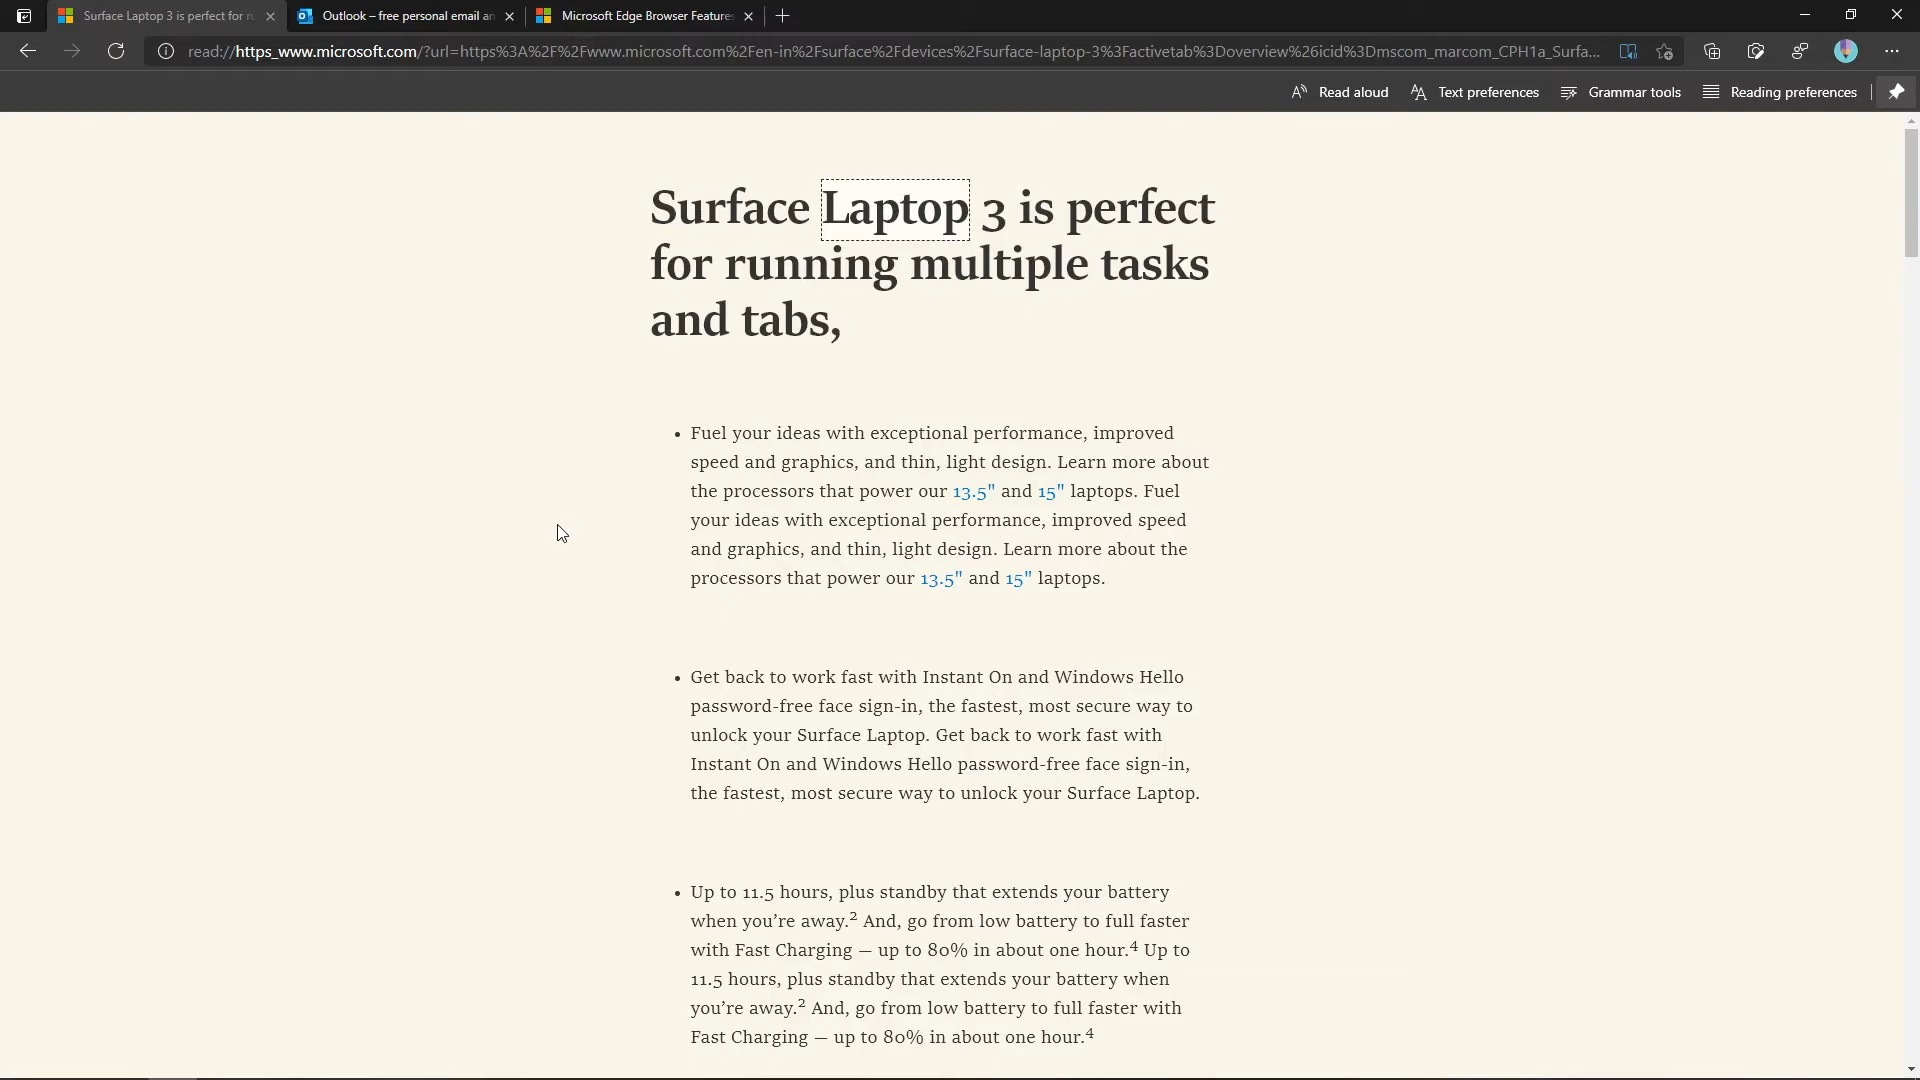 Surface Laptop 3 is perfect for ru
Outlook – free personal email an
Microsoft Edge Browser Features
read://https_www.microsoft.com/?url=https%3A%2F%2Fwww.microsoft.com%2Fen-in%2Fsurface%2Fdevices%2Fsurface-laptop-3%3Factivetab%3Doverview%26icid%3Dmscom_marcom_CPH1a_Surfa...
Read aloud
Text preferences
Grammar tools
Reading preferences
Surface Laptop 3 is perfect
for running multiple tasks
and tabs,
• Fuel your ideas with exceptional performance, improved
speed and graphics, and thin, light design. Learn more about
the processors that power our 13.5" and 15" laptops. Fuel
your ideas with exceptional performance, improved speed
and graphics, and thin, light design. Learn more about the
processors that power our 13.5" and 15" laptops.
• Get back to work fast with Instant On and Windows Hello
password-free face sign-in, the fastest, most secure way to
unlock your Surface Laptop. Get back to work fast with
Instant On and Windows Hello password-free face sign-in,
the fastest, most secure way to unlock your Surface Laptop.
• Up to 11.5 hours, plus standby that extends your battery
when you’re away.² And, go from low battery to full faster
with Fast Charging — up to 80% in about one hour.⁴ Up to
11.5 hours, plus standby that extends your battery when
you’re away.² And, go from low battery to full faster with
Fast Charging — up to 80% in about one hour.⁴